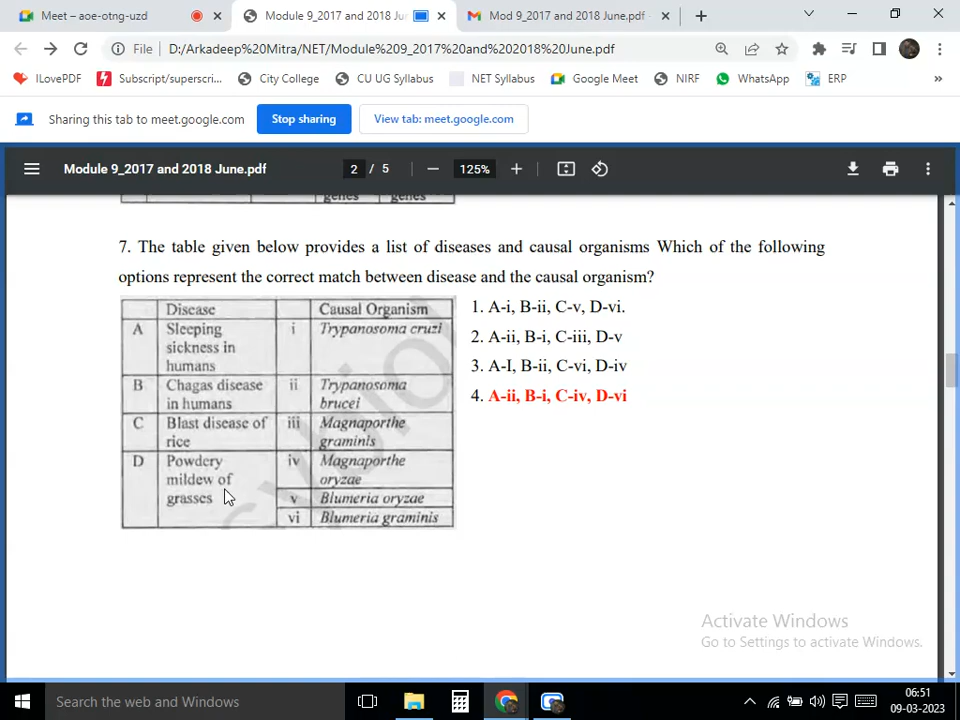 Meet – aoe-otng-uzd
Module 9_2017 and 2018 Ju
Mod 9_2017 and 2018 June.pdf -
File D:/Arkadeep%20Mitra/NET/Module%209_2017%20and%202018%20June.pdf
ILovePDF Subscript/superscri... City College CU UG Syllabus NET Syllabus Google Meet NIRF WhatsApp ERP »
Sharing this tab to meet.google.com Stop sharing View tab: meet.google.com
Module 9_2017 and 2018 June.pdf 2 / 5 — 125% +
genes genes
7. The table given below provides a list of diseases and causal organisms Which of the following
options represent the correct match between disease and the causal organism?
Disease Causal Organism
A Sleeping sickness in humans i Trypanosoma cruzi
B Chagas disease in humans ii Trypanosoma brucei
C Blast disease of rice iii Magnaporthe graminis
D Powdery mildew of grasses iv Magnaporthe oryzae
v Blumeria oryzae
vi Blumeria graminis
1. A-i, B-ii, C-v, D-vi.
2. A-ii, B-i, C-iii, D-v
3. A-I, B-ii, C-vi, D-iv
4. A-ii, B-i, C-iv, D-vi
Activate Windows
Go to Settings to activate Windows.
Search the web and Windows
06:51
09-03-2023